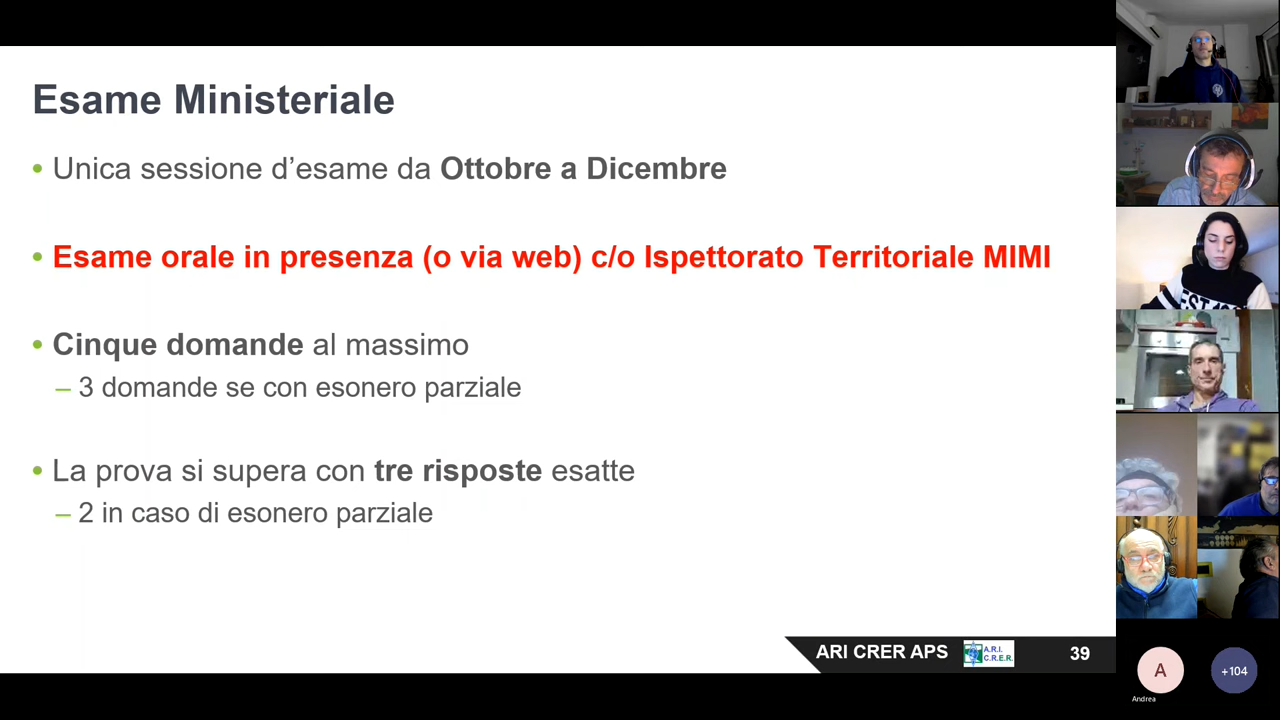 Esame Ministeriale
• Unica sessione d’esame da Ottobre a Dicembre
• Esame orale in presenza (o via web) c/o Ispettorato Territoriale MIMI
• Cinque domande al massimo
– 3 domande se con esonero parziale
• La prova si supera con tre risposte esatte
– 2 in caso di esonero parziale
ARI CRER APS
A.R.I.
C.R.E.R.
39
A
Andrea
+104